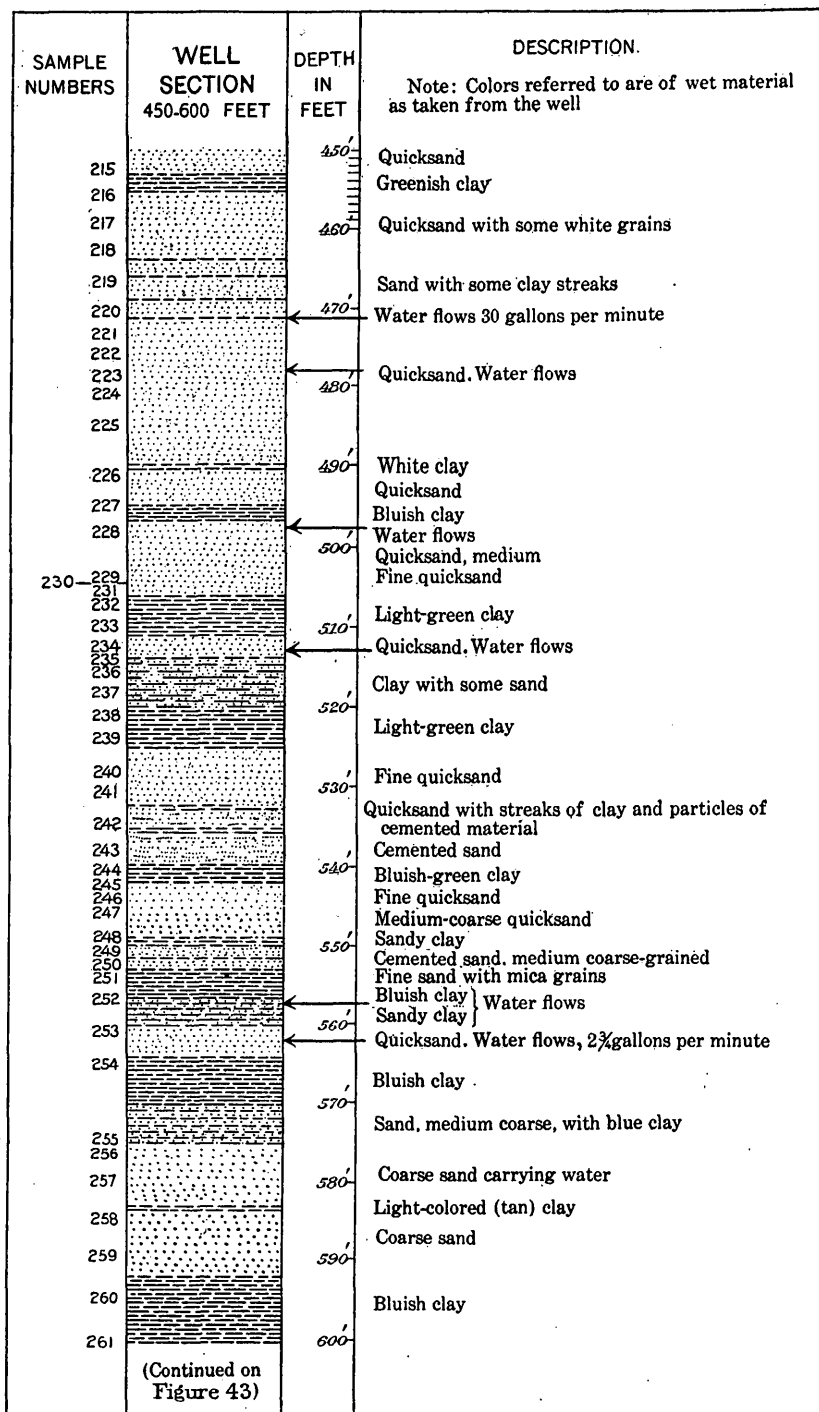 SAMPLE
NUMBERS
WELL
SECTION
450-600 FEET
DEPTH
IN
FEET
DESCRIPTION.
Note: Colors referred to are of wet material
as taken from the well
215
216
217
218
219
220
221
222
223
224
225
226
227
228
230 229
231
232
233
234
235
236
237
238
239
240
241
242
243
244
245
246
247
248
249
250
251
252
253
254
255
256
257
258
259
260
261
450'
460'
470'
480'
490'
500'
510'
520'
530'
540'
550'
560'
570'
580'
590'
600'
Quicksand
Greenish clay
Quicksand with some white grains
Sand with some clay streaks
Water flows 30 gallons per minute
Quicksand. Water flows
White clay
Quicksand
Bluish clay
Water flows
Quicksand, medium
Fine quicksand
Light-green clay
Quicksand. Water flows
Clay with some sand
Light-green clay
Fine quicksand
Quicksand with streaks of clay and particles of
cemented material
Cemented sand
Bluish-green clay
Fine quicksand
Medium-coarse quicksand
Sandy clay
Cemented sand, medium coarse-grained
Fine sand with mica grains
Bluish clay } Water flows
Sandy clay
Quicksand. Water flows, 2¾ gallons per minute
Bluish clay
Sand, medium coarse, with blue clay
Coarse sand carrying water
Light-colored (tan) clay
Coarse sand
Bluish clay
(Continued on
Figure 43)